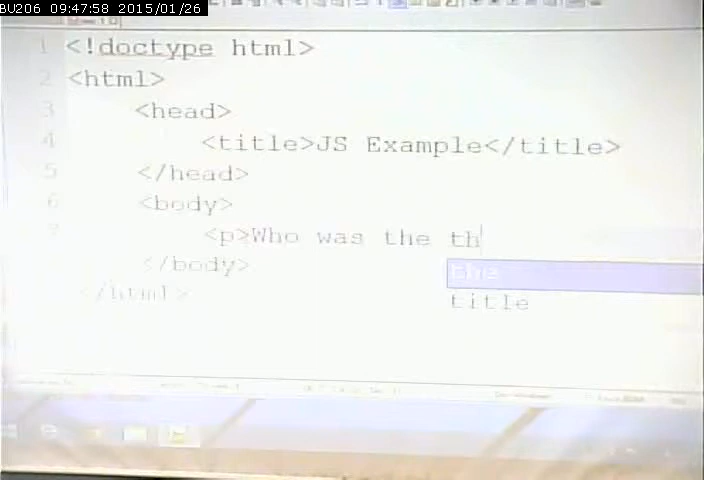 BU206 09:47:58 2015/01/26
1 <!doctype html>
2 <html>
3 <head>
4 <title>JS Example</title>
5 </head>
6 <body>
7 <p>Who was the th
the
</body>
title
</html>